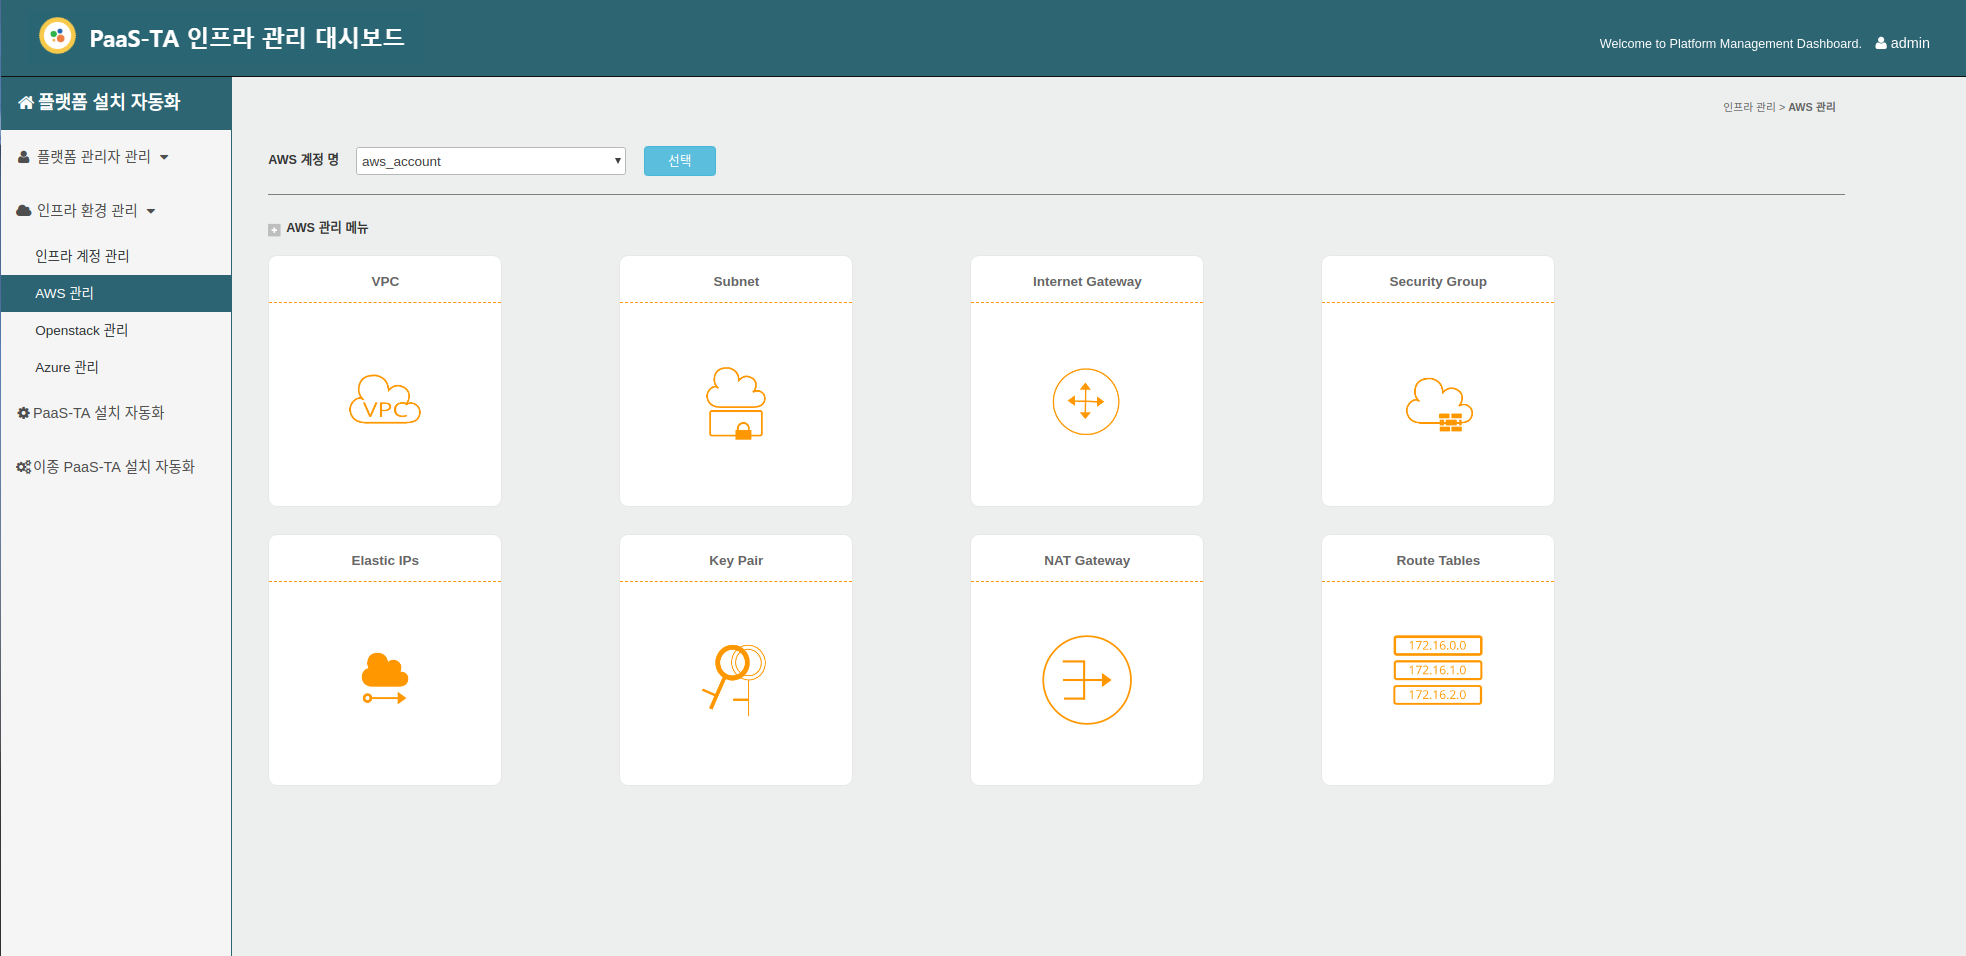 PaaS-TA 인프라 관리 대시보드
Welcome to Platform Management Dashboard. admin
플랫폼 설치 자동화
플랫폼 관리자 관리
인프라 환경 관리
인프라 계정 관리
AWS 관리
Openstack 관리
Azure 관리
PaaS-TA 설치 자동화
이종 PaaS-TA 설치 자동화
인프라 관리 > AWS 관리
AWS 계정 명 aws_account 선택
AWS 관리 메뉴
VPC
VPC
Subnet
Internet Gateway
Security Group
Elastic IPs
Key Pair
NAT Gateway
Route Tables
172.16.0.0
172.16.1.0
172.16.2.0